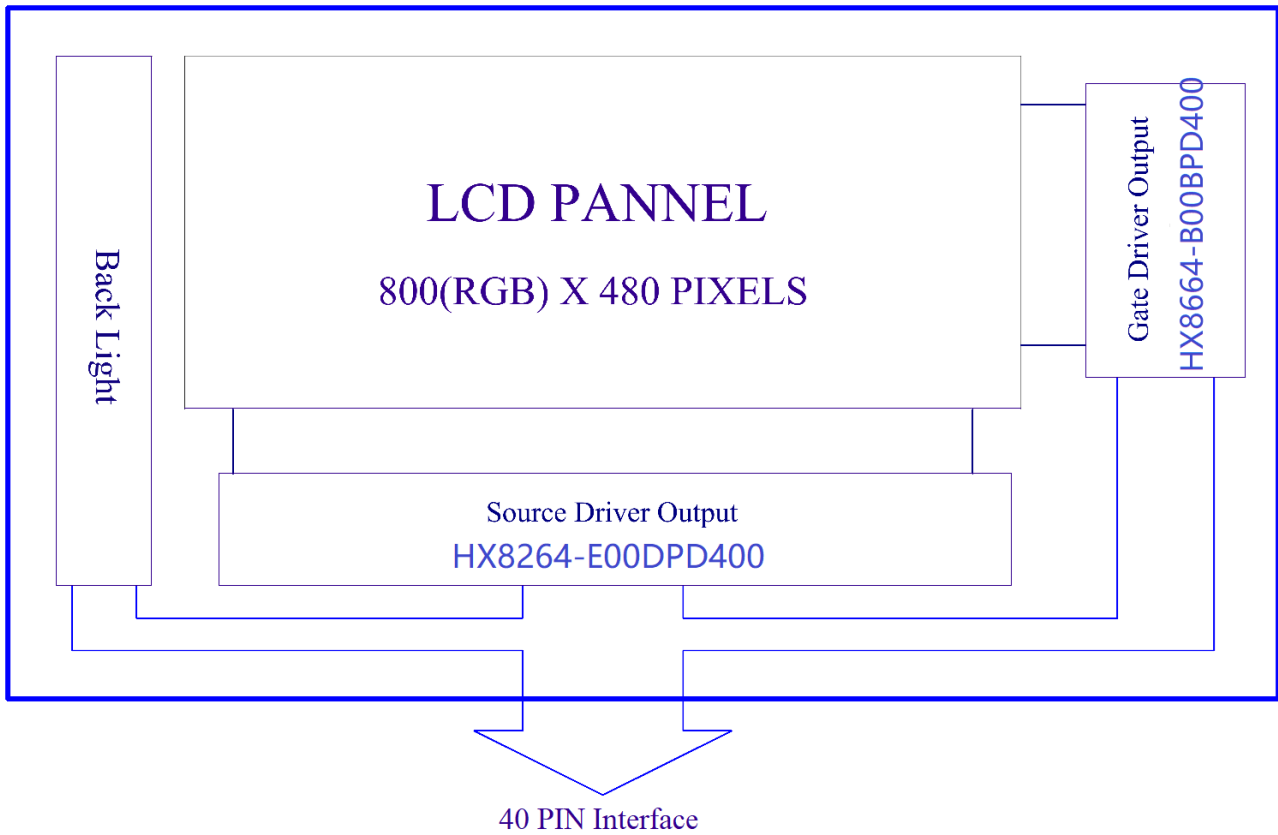 LCD PANNEL
800(RGB) X 480 PIXELS
Back Light
Gate Driver Output
HX8664-B00BPD400
Source Driver Output
HX8264-E00DPD400
40 PIN Interface